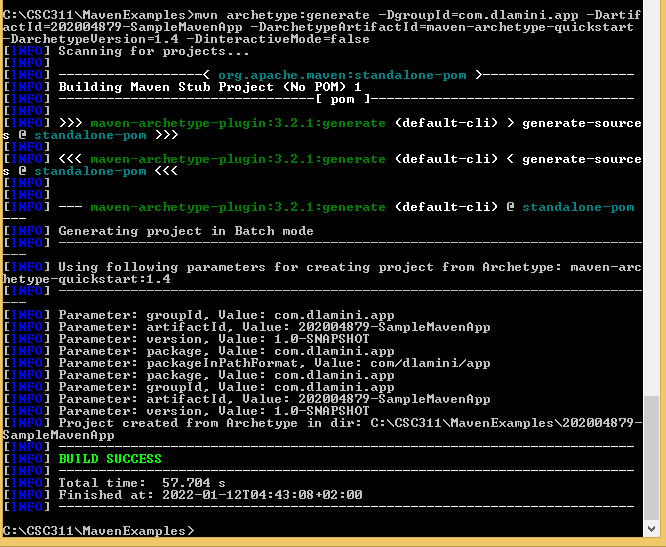 C:\CSC311\MavenExamples>mvn archetype:generate -DgroupId=com.dlamini.app -Dartif
actId=202004879-SampleMavenApp -DarchetypeArtifactId=maven-archetype-quickstart
-DarchetypeVersion=1.4 -DinteractiveMode=false
[INFO] Scanning for projects...
[INFO]
[INFO] ------------------< org.apache.maven:standalone-pom >-------------------
[INFO] Building Maven Stub Project (No POM) 1
[INFO] --------------------------------[ pom ]---------------------------------
[INFO]
[INFO] >>> maven-archetype-plugin:3.2.1:generate (default-cli) > generate-source
s @ standalone-pom >>>
[INFO]
[INFO] <<< maven-archetype-plugin:3.2.1:generate (default-cli) < generate-source
s @ standalone-pom <<<
[INFO]
[INFO]
[INFO] --- maven-archetype-plugin:3.2.1:generate (default-cli) @ standalone-pom
---
[INFO] Generating project in Batch mode
[INFO] -------------------------------------------------------------------------
---
[INFO] Using following parameters for creating project from Archetype: maven-arc
hetype-quickstart:1.4
[INFO] -------------------------------------------------------------------------
---
[INFO] Parameter: groupId, Value: com.dlamini.app
[INFO] Parameter: artifactId, Value: 202004879-SampleMavenApp
[INFO] Parameter: version, Value: 1.0-SNAPSHOT
[INFO] Parameter: package, Value: com.dlamini.app
[INFO] Parameter: packageInPathFormat, Value: com/dlamini/app
[INFO] Parameter: package, Value: com.dlamini.app
[INFO] Parameter: groupId, Value: com.dlamini.app
[INFO] Parameter: artifactId, Value: 202004879-SampleMavenApp
[INFO] Parameter: version, Value: 1.0-SNAPSHOT
[INFO] Project created from Archetype in dir: C:\CSC311\MavenExamples\202004879-
SampleMavenApp
[INFO] ------------------------------------------------------------------------
[INFO] BUILD SUCCESS
[INFO] ------------------------------------------------------------------------
[INFO] Total time:  57.704 s
[INFO] Finished at: 2022-01-12T04:43:08+02:00
[INFO] ------------------------------------------------------------------------
C:\CSC311\MavenExamples>